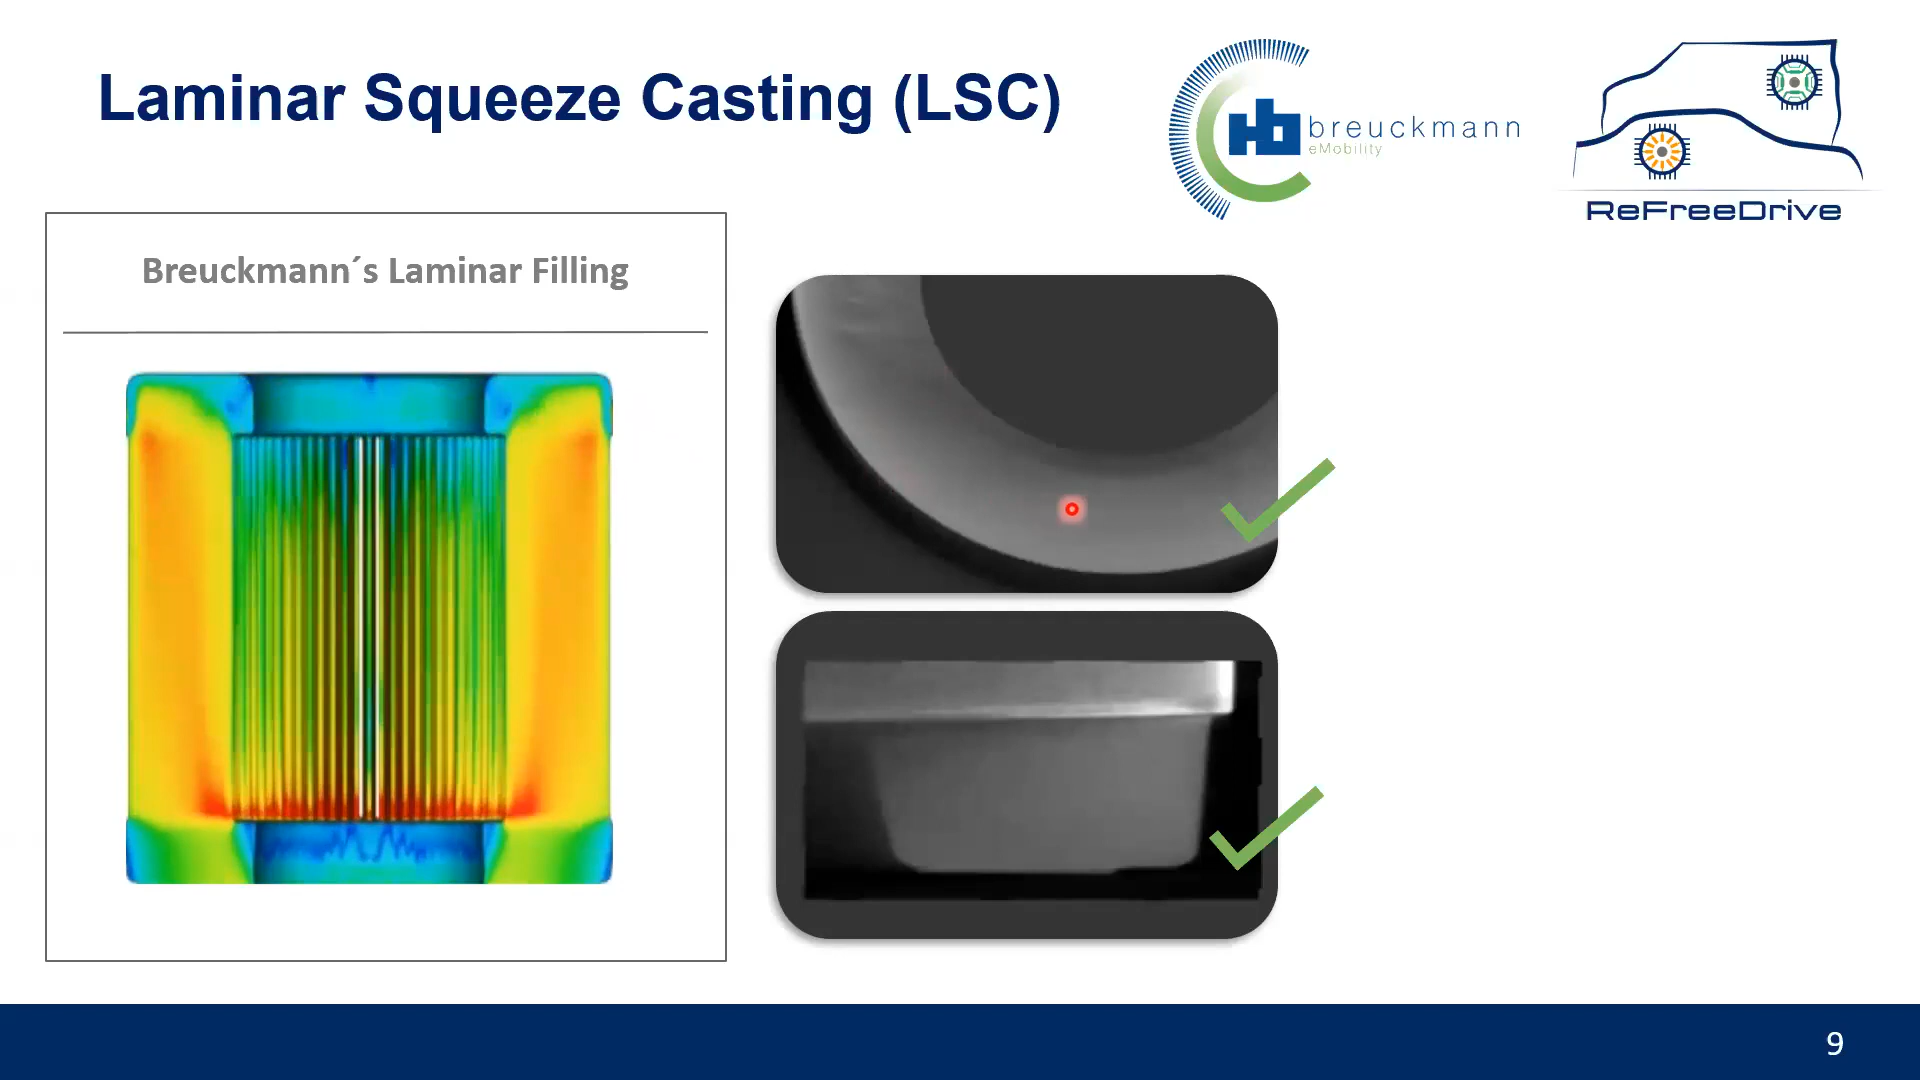 Laminar Squeeze Casting (LSC)
breuckmann
eMobility
ReFreeDrive
Breuckmann´s Laminar Filling
9